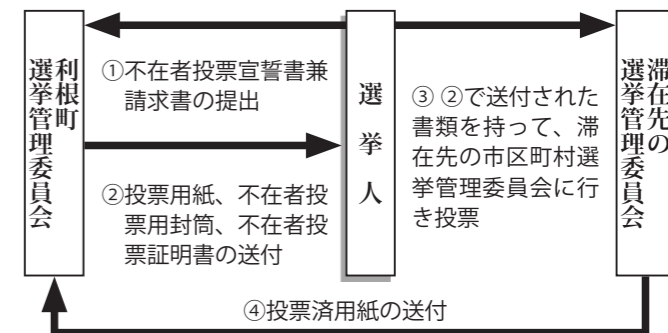 利根町
選挙管理委員会
①不在者投票宣誓書兼
請求書の提出
②投票用紙、不在者投
票用封筒、不在者投
票証明書の送付
選挙人
③ ②で送付された
書類を持って、滞
在先の市区町村選
挙管理委員会に行
き投票
滞在先の
選挙管理委員会
④投票済用紙の送付